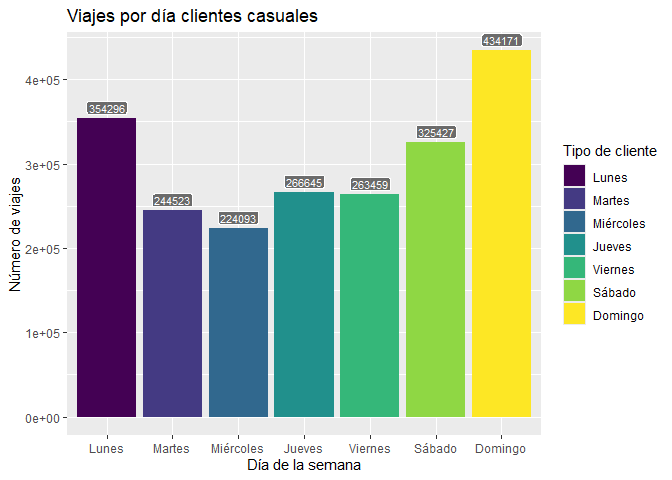 Viajes por día clientes casuales
Número de viajes
4e+05
3e+05
2e+05
1e+05
0e+00
354296
244523
224093
266645
263459
325427
434171
Lunes
Martes
Miércoles
Jueves
Viernes
Sábado
Domingo
Día de la semana
Tipo de cliente
Lunes
Martes
Miércoles
Jueves
Viernes
Sábado
Domingo